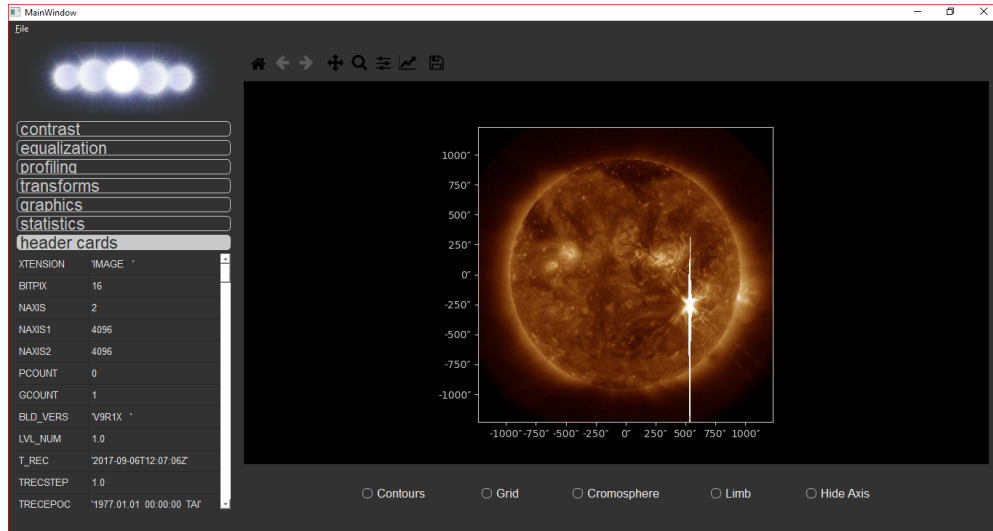 MainWindow
File
contrast
equalization
profiling
transforms
graphics
statistics
header cards
XTENSION 'IMAGE '
BITPIX 16
NAXIS 2
NAXIS1 4096
NAXIS2 4096
PCOUNT 0
GCOUNT 1
BLD_VERS 'V9R1X '
LVL_NUM 1.0
T_REC '2017-09-06T12:07:06Z'
TRECSTEP 1.0
TRECEPOC '1977.01.01 00:00:00 TAI'
1000″
750″
500″
250″
0″
-250″
-500″
-750″
-1000″
-1000″ -750″ -500″ -250″ 0″ 250″ 500″ 750″ 1000″
Contours Grid Cromosphere Limb Hide Axis